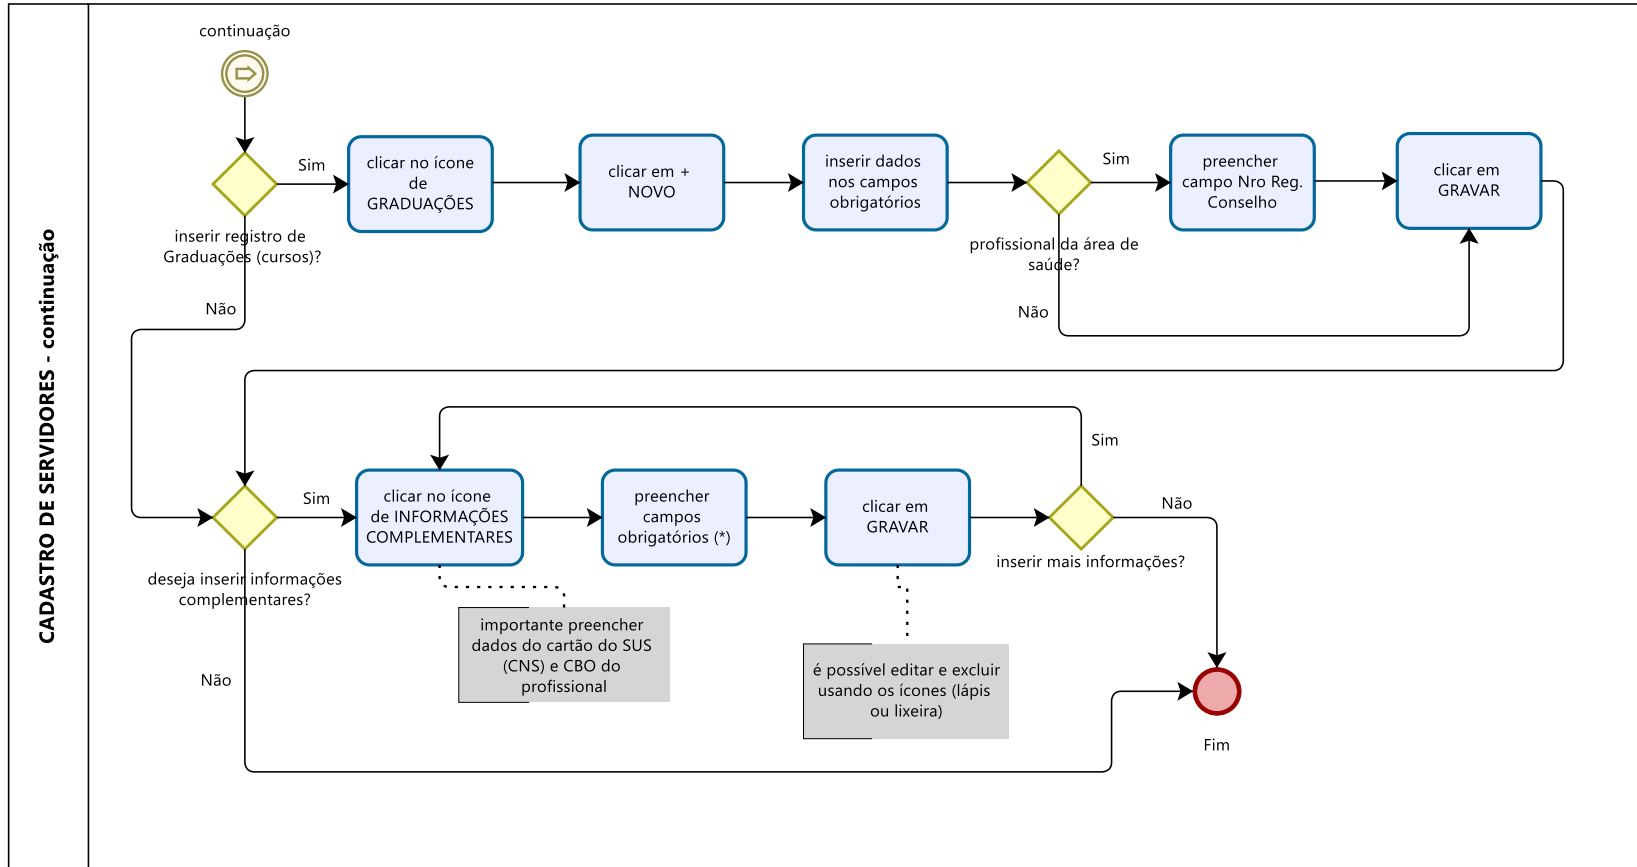 CADASTRO DE SERVIDORES - continuação
continuação
Sim
clicar no ícone
de
GRADUAÇÕES
clicar em +
NOVO
inserir dados
nos campos
obrigatórios
Sim
preencher
campo Nro Reg.
Conselho
clicar em
GRAVAR
inserir registro de
Graduações (cursos)?
profissional da área de
saúde?
Não
Não
Sim
Sim
clicar no ícone
de INFORMAÇÕES
COMPLEMENTARES
preencher
campos
obrigatórios (*)
clicar em
GRAVAR
Não
inserir mais informações?
deseja inserir informações
complementares?
importante preencher
dados do cartão do SUS
(CNS) e CBO do
profissional
é possível editar e excluir
usando os ícones (lápis
ou lixeira)
Não
Fim